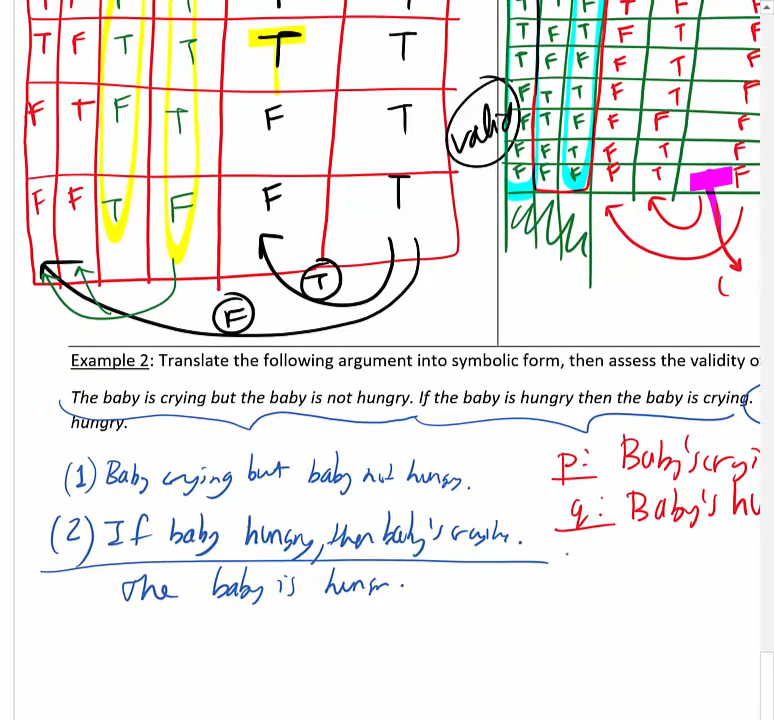 T F T T T T
F T F T F T
F F T F F T
T F
valid
T F T F T F
T F F F T F
F T T F T F
F T F F F F
F F T F T F
F F F F T T F
Example 2: Translate the following argument into symbolic form, then assess the validity o
The baby is crying but the baby is not hungry. If the baby is hungry then the baby is crying.
hungry.
(1) Baby crying but baby not hungry.
(2) If baby hungry, then baby's
The baby is
p: Baby's cryi
q: Baby's hu